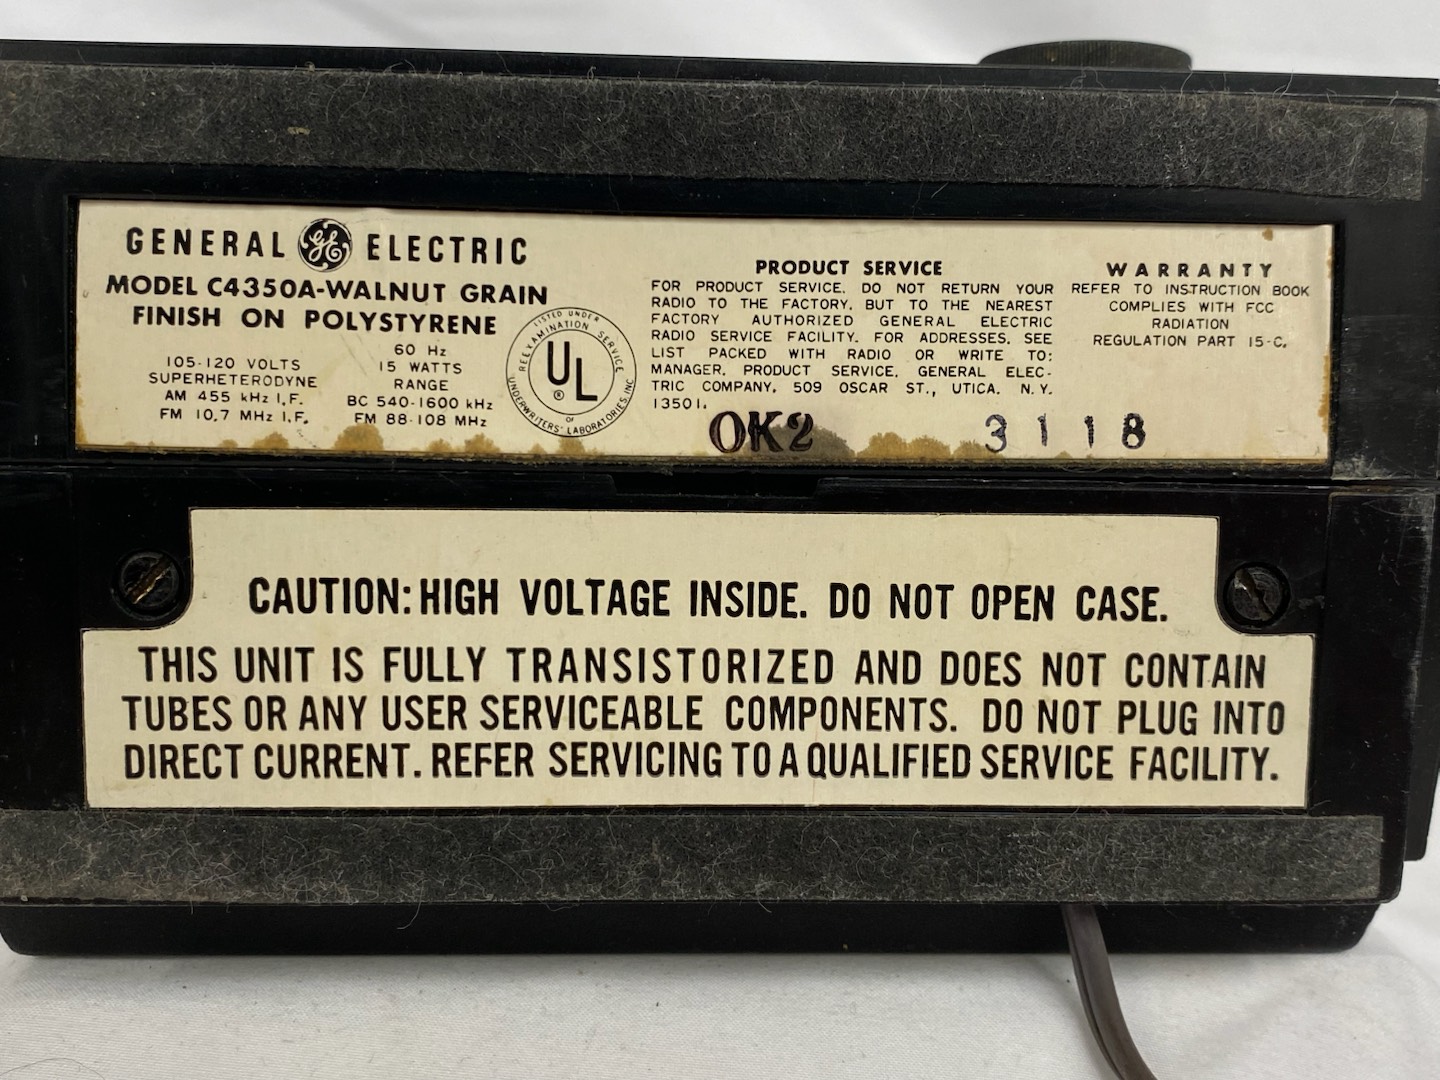 GENERAL GE ELECTRIC
MODEL C4350A-WALNUT GRAIN
FINISH ON POLYSTYRENE
105-120 VOLTS
SUPERHETERODYNE
AM 455 kHz I.F.
FM 10.7 MHz I.F.
60 Hz
15 WATTS
RANGE
BC 540-1600 kHz
FM 88-108 MHz
LISTED UNDER
REEXAMINATION SERVICE
UL
®
OF
UNDERWRITERS' LABORATORIES, INC
PRODUCT SERVICE
FOR PRODUCT SERVICE. DO NOT RETURN YOUR
RADIO TO THE FACTORY, BUT TO THE NEAREST
FACTORY AUTHORIZED GENERAL ELECTRIC
RADIO SERVICE FACILITY. FOR ADDRESSES, SEE
LIST PACKED WITH RADIO OR WRITE TO:
MANAGER, PRODUCT SERVICE, GENERAL ELEC-
TRIC COMPANY, 509 OSCAR ST., UTICA, N.Y.
13501.
WARRANTY
REFER TO INSTRUCTION BOOK
COMPLIES WITH FCC
RADIATION
REGULATION PART 15-C.
OK2 3118
CAUTION: HIGH VOLTAGE INSIDE. DO NOT OPEN CASE.
THIS UNIT IS FULLY TRANSISTORIZED AND DOES NOT CONTAIN
TUBES OR ANY USER SERVICEABLE COMPONENTS. DO NOT PLUG INTO
DIRECT CURRENT. REFER SERVICING TO A QUALIFIED SERVICE FACILITY.